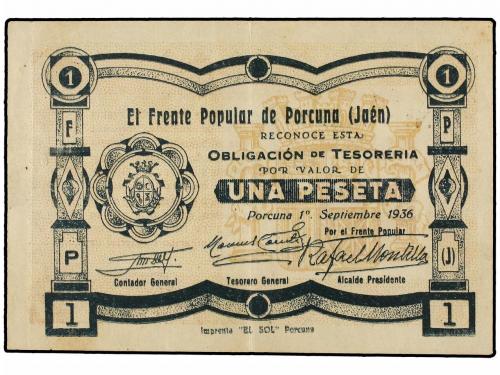 1 1
El Frente Popular de Porcuna (Jaén)
F P
RECONOCE ESTA
OBLIGACIÓN DE TESORERIA
POR VALOR DE
UNA PESETA
Porcuna 1º. Septiembre 1936
Por el Frente Popular
P (J)
Rafael Montilla
Contador General Tesorero General Alcalde Presidente
1 1
Imprenta "EL SOL" Porcuna